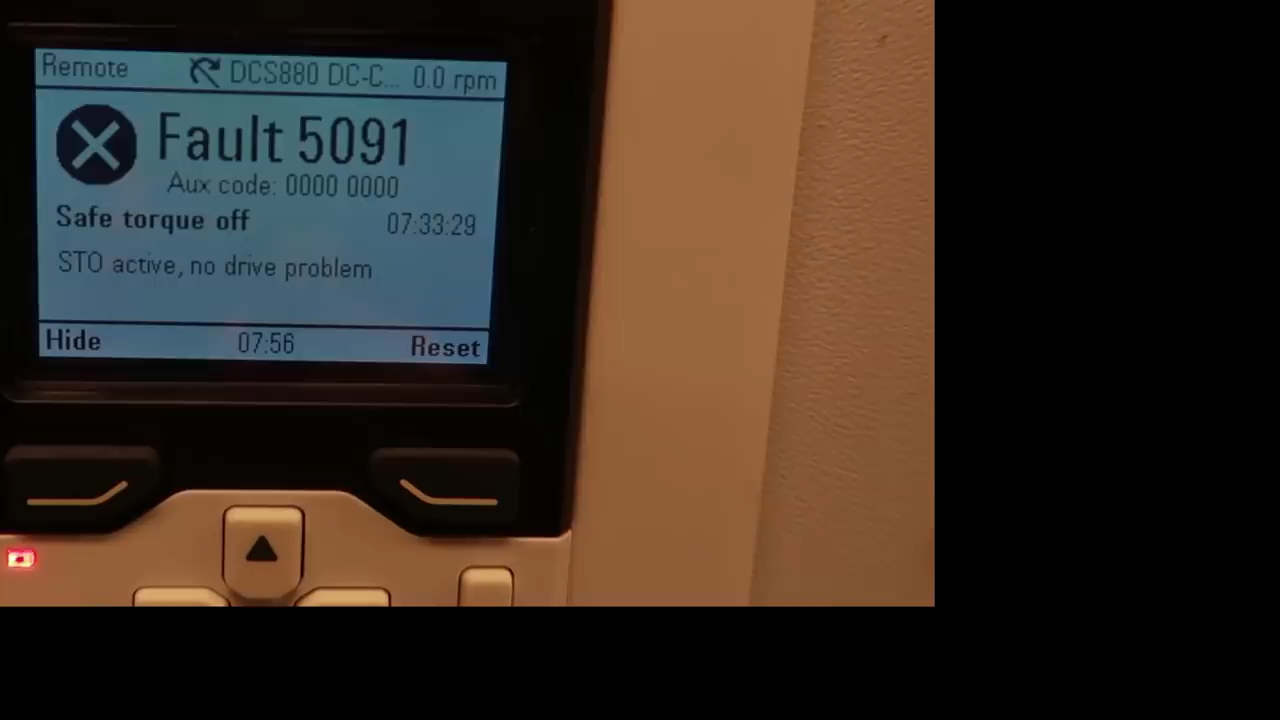 Remote DCS880 DC-C... 0.0 rpm
Fault 5091
Aux code: 0000 0000
Safe torque off 07:33:29
STO active, no drive problem
Hide 07:56 Reset